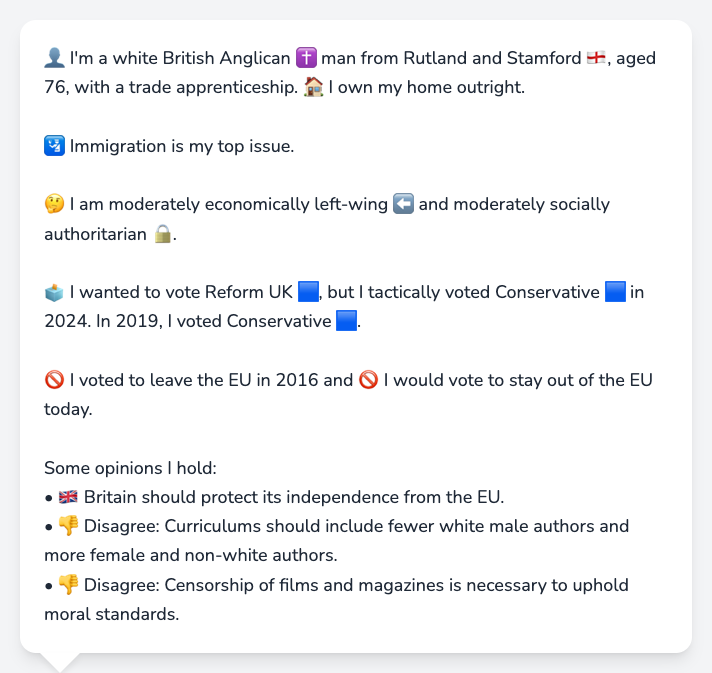 👤 I'm a white British Anglican ✝️ man from Rutland and Stamford 🏴󠁧󠁢󠁥󠁮󠁧󠁿, aged
76, with a trade apprenticeship. 🏠 I own my home outright.
🛂 Immigration is my top issue.
🤔 I am moderately economically left-wing ⬅️ and moderately socially
authoritarian 🔒.
🗳️ I wanted to vote Reform UK 🟦, but I tactically voted Conservative 🟦 in
2024. In 2019, I voted Conservative 🟦.
🚫 I voted to leave the EU in 2016 and 🚫 I would vote to stay out of the EU
today.
Some opinions I hold:
• 🇬🇧 Britain should protect its independence from the EU.
• 👎 Disagree: Curriculums should include fewer white male authors and
more female and non-white authors.
• 👎 Disagree: Censorship of films and magazines is necessary to uphold
moral standards.